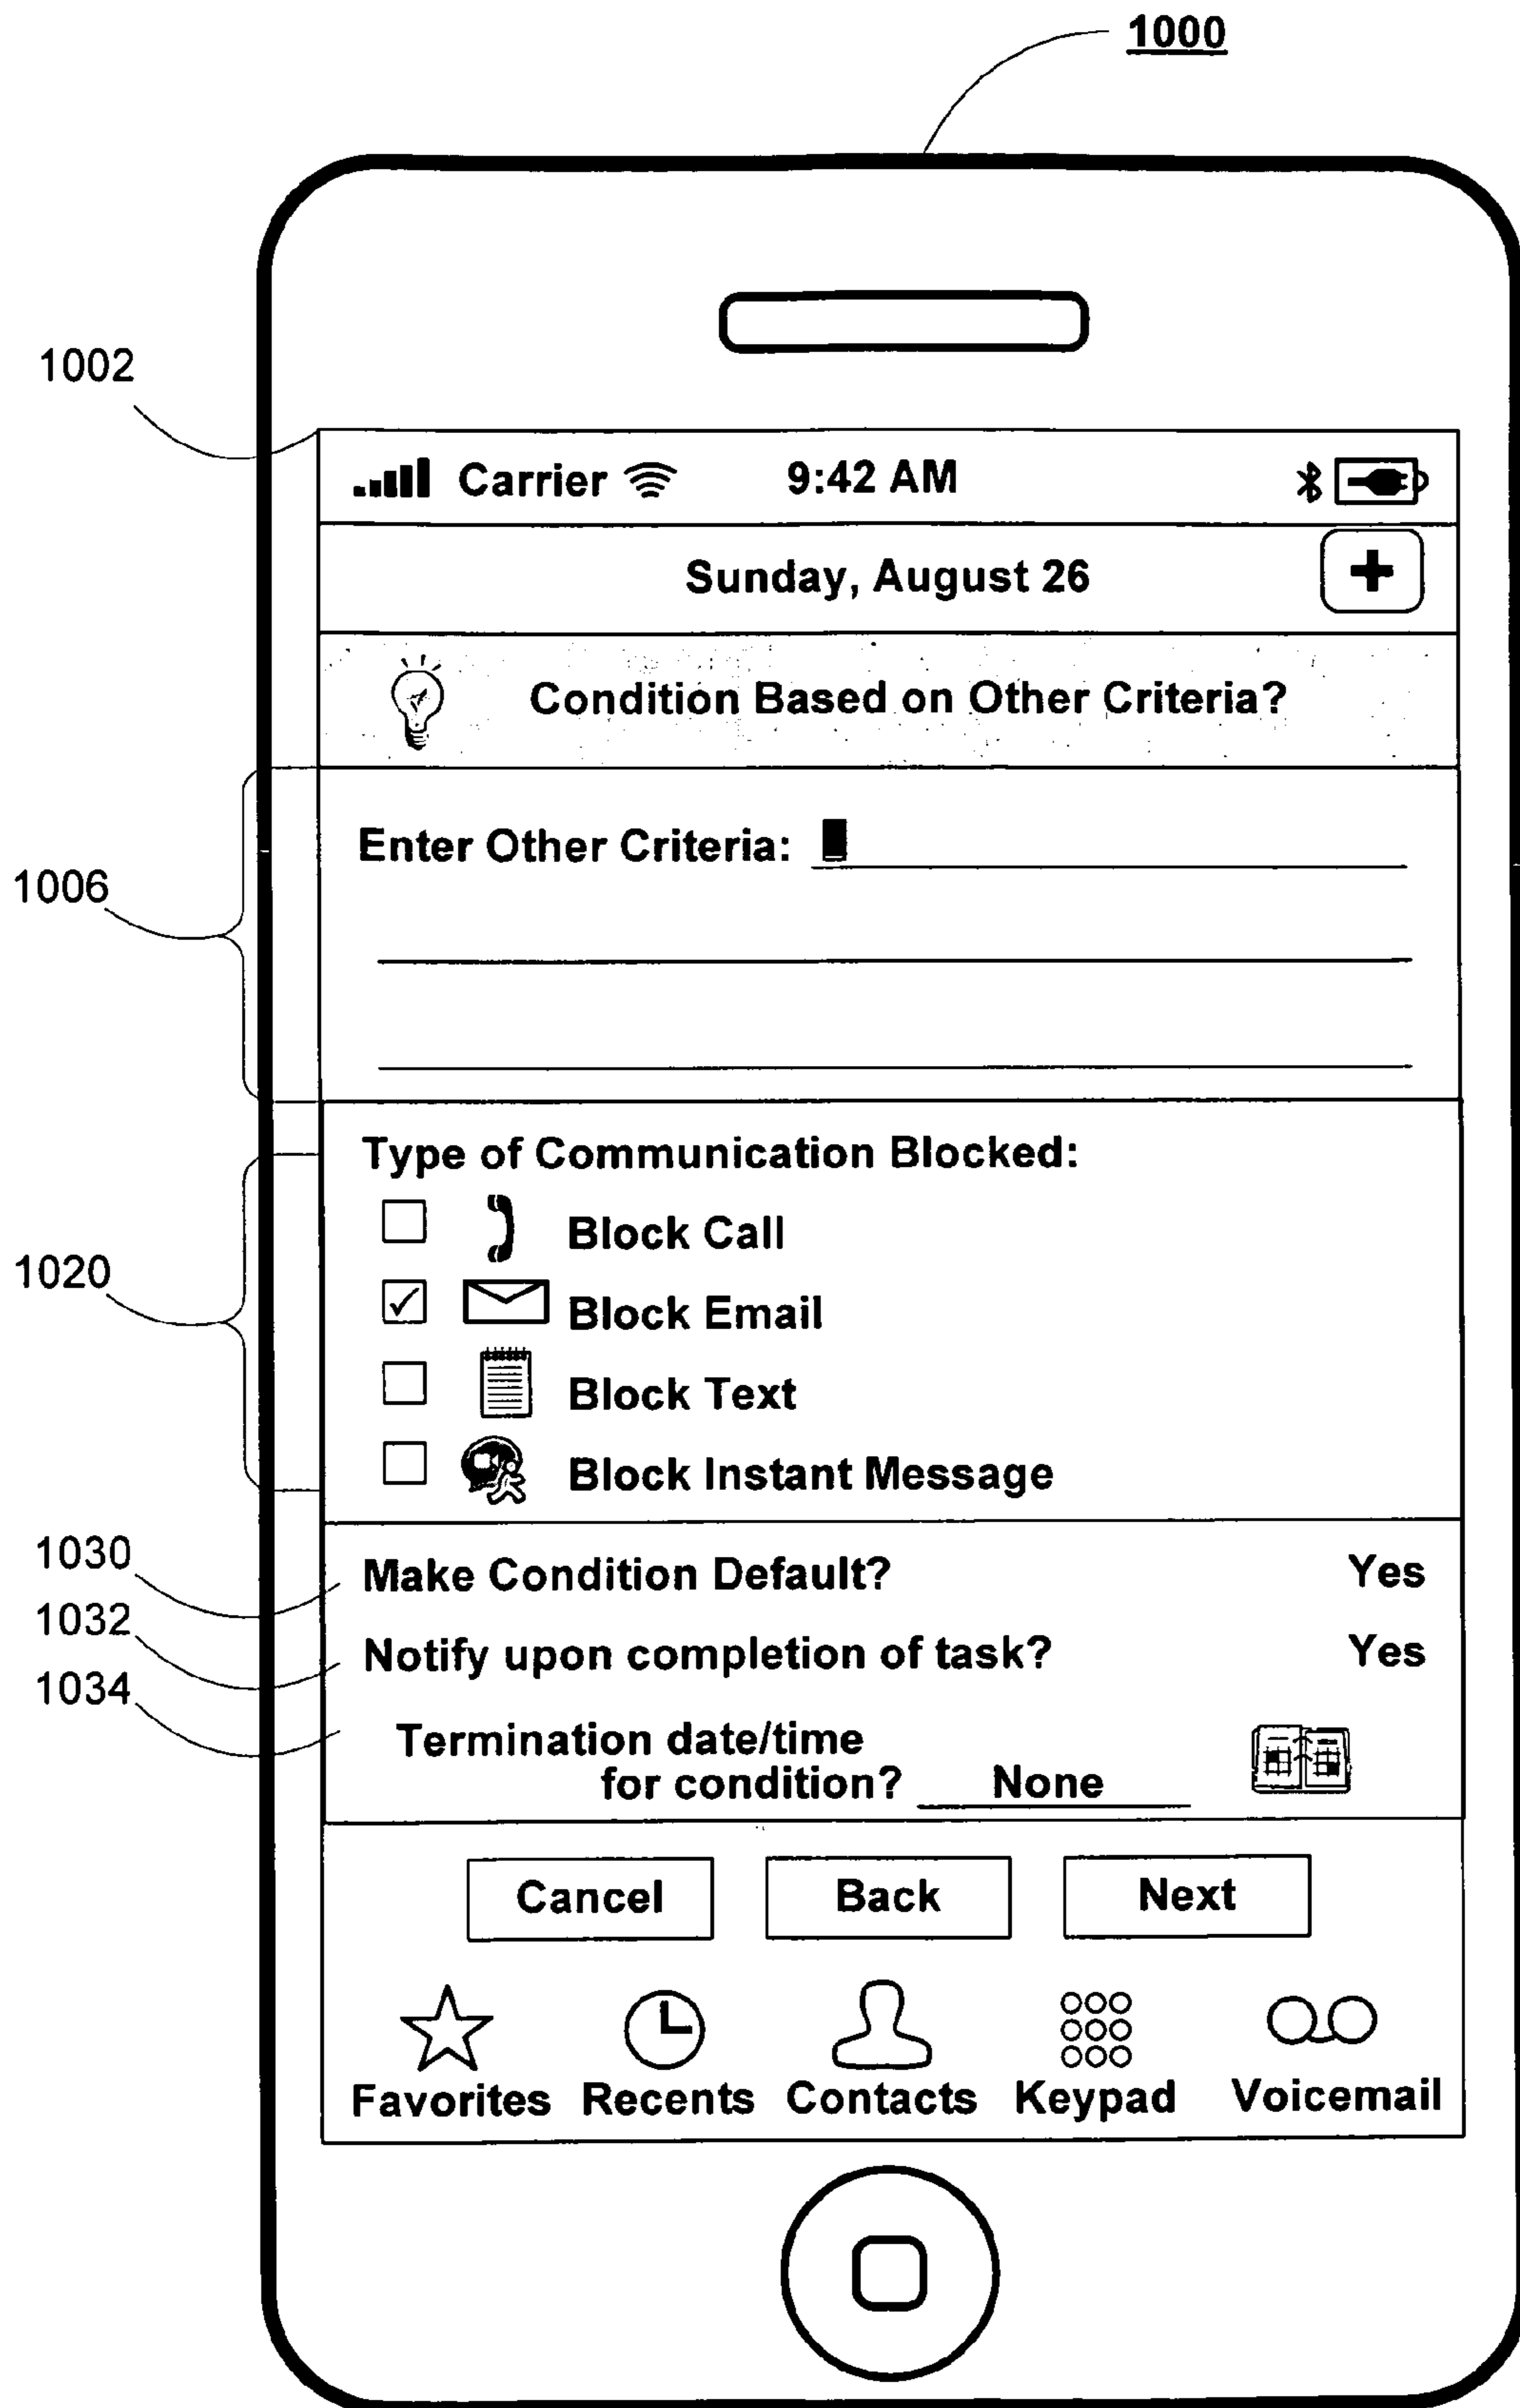 1000
1002
Carrier 9:42 AM
Sunday, August 26 +
Condition Based on Other Criteria?
Enter Other Criteria:
1006
Type of Communication Blocked:
Block Call
1020
Block Email
Block Text
Block Instant Message
1030
Make Condition Default? Yes
1032
Notify upon completion of task? Yes
1034
Termination date/time
for condition? None
Cancel Back Next
Favorites Recents Contacts Keypad Voicemail